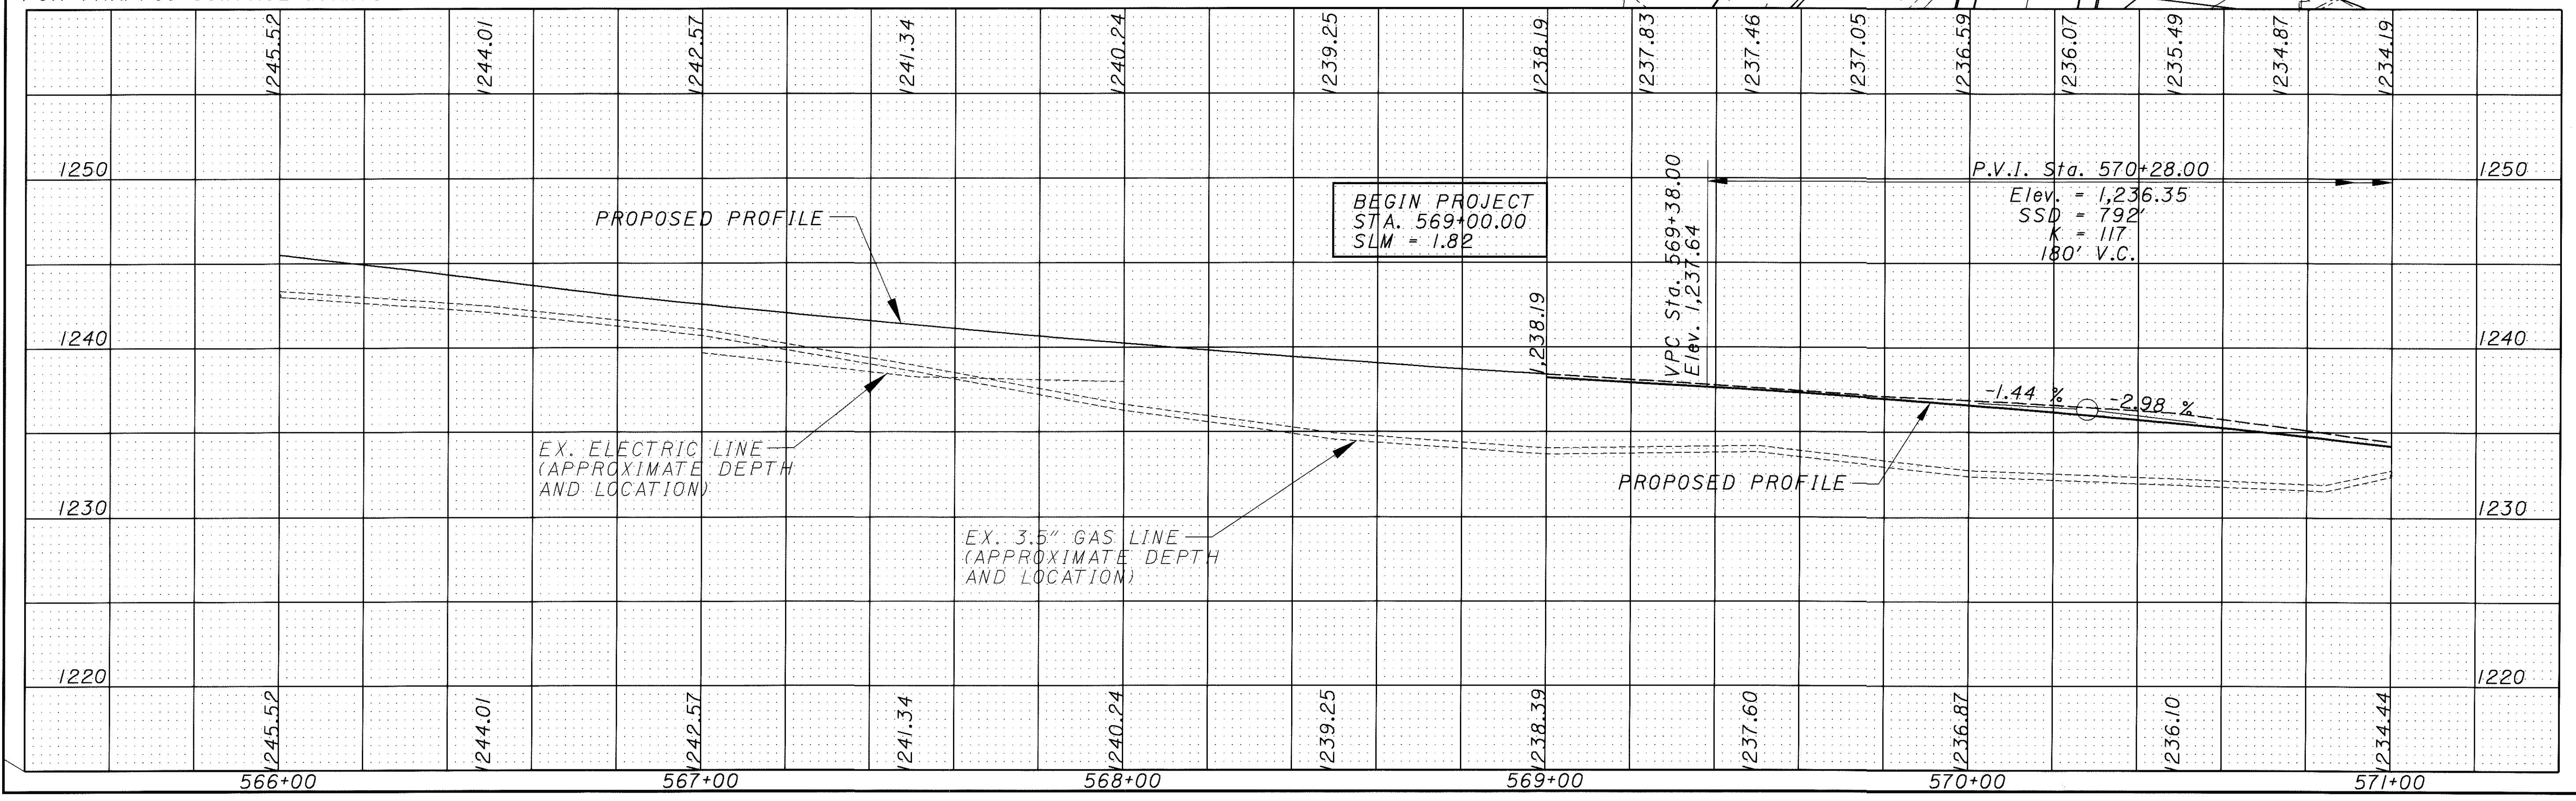 1245.52
1244.01
1242.57
1241.34
1240.24
1239.25
1238.19
1237.83
1237.46
1237.05
1236.59
1236.07
1235.49
1234.87
1234.19
1250
1250
P.V.I. Sta. 570+28.00
Elev. = 1,236.35
SSD = 792'
K = 117
180' V.C.
VPC Sta. 569+38.00
Elev. 1,237.64
BEGIN PROJECT
STA. 569+00.00
SLM = 1.82
PROPOSED PROFILE
1,238.19
1240
1240
-1.44 %
-2.98 %
EX. ELECTRIC LINE
(APPROXIMATE DEPTH
AND LOCATION)
PROPOSED PROFILE
1230
1230
EX. 3.5" GAS LINE
(APPROXIMATE DEPTH
AND LOCATION)
1220
1220
1245.52
1244.01
1242.57
1241.34
1240.24
1239.25
1238.39
1237.60
1236.87
1236.10
1234.44
566+00
567+00
568+00
569+00
570+00
571+00